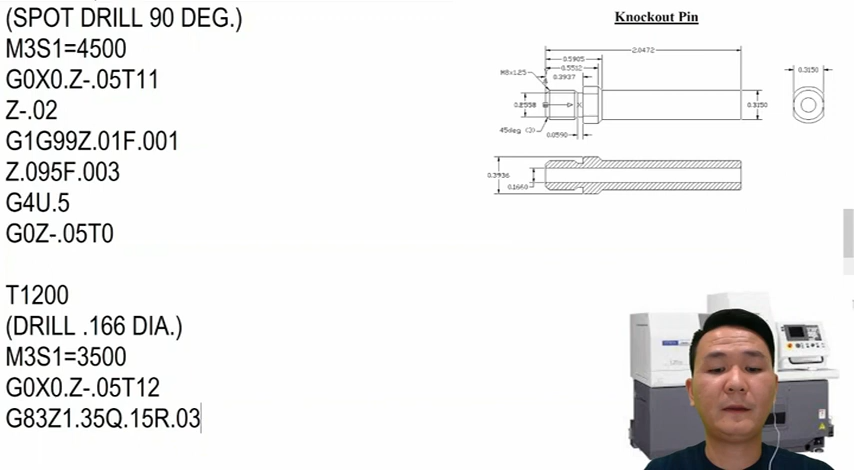 (SPOT DRILL 90 DEG.)
M3S1=4500
G0X0.Z-.05T11
Z-.02
G1G99Z.01F.001
Z.095F.003
G4U.5
G0Z-.05T0
T1200
(DRILL .166 DIA.)
M3S1=3500
G0X0.Z-.05T12
G83Z1.35Q.15R.03
Knockout Pin
2.0472
0.5905
0.5512
0.3937
M8x1.25
0.2558
X
45deg (3)
0.0590
0.3150
0.3150
0.3936
0.1660